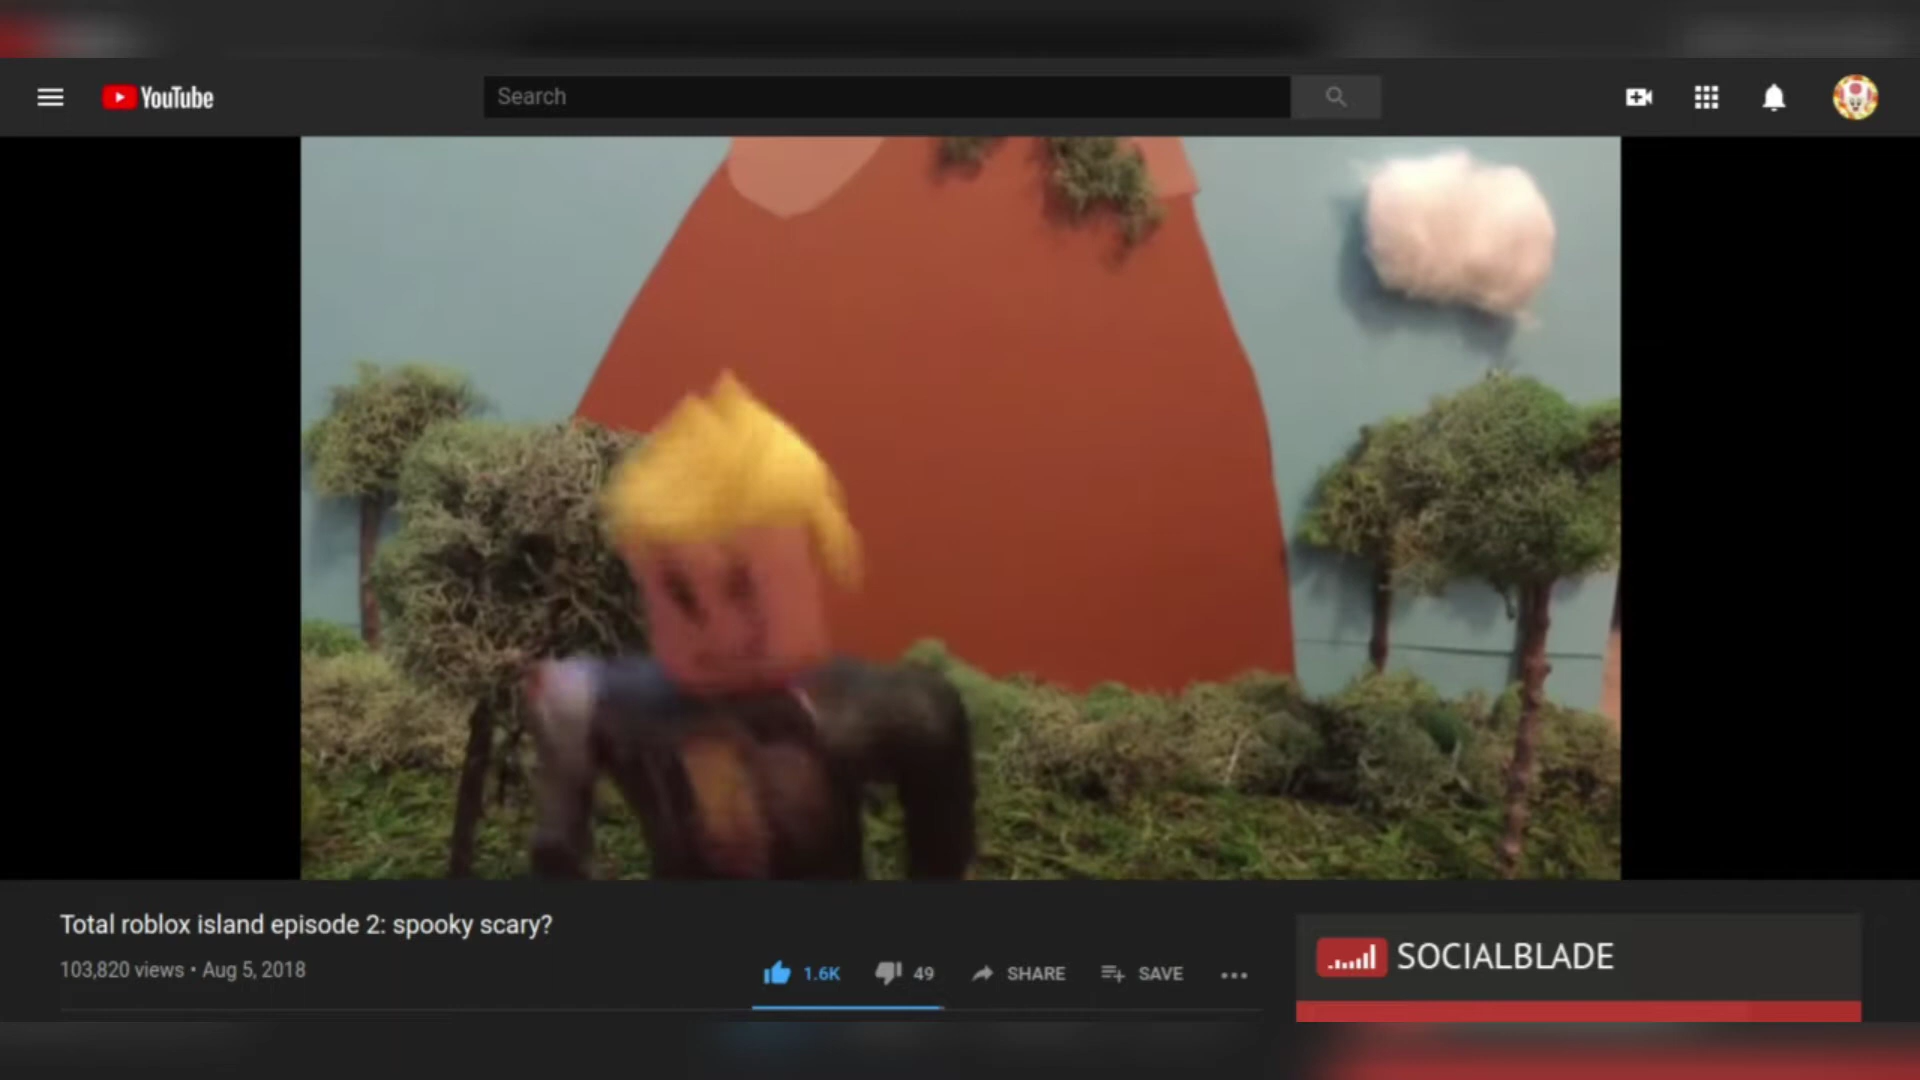 YouTube
Search
Total roblox island episode 2: spooky scary?
103,820 views • Aug 5, 2018
1.6K
49
SHARE
SAVE
SOCIALBLADE